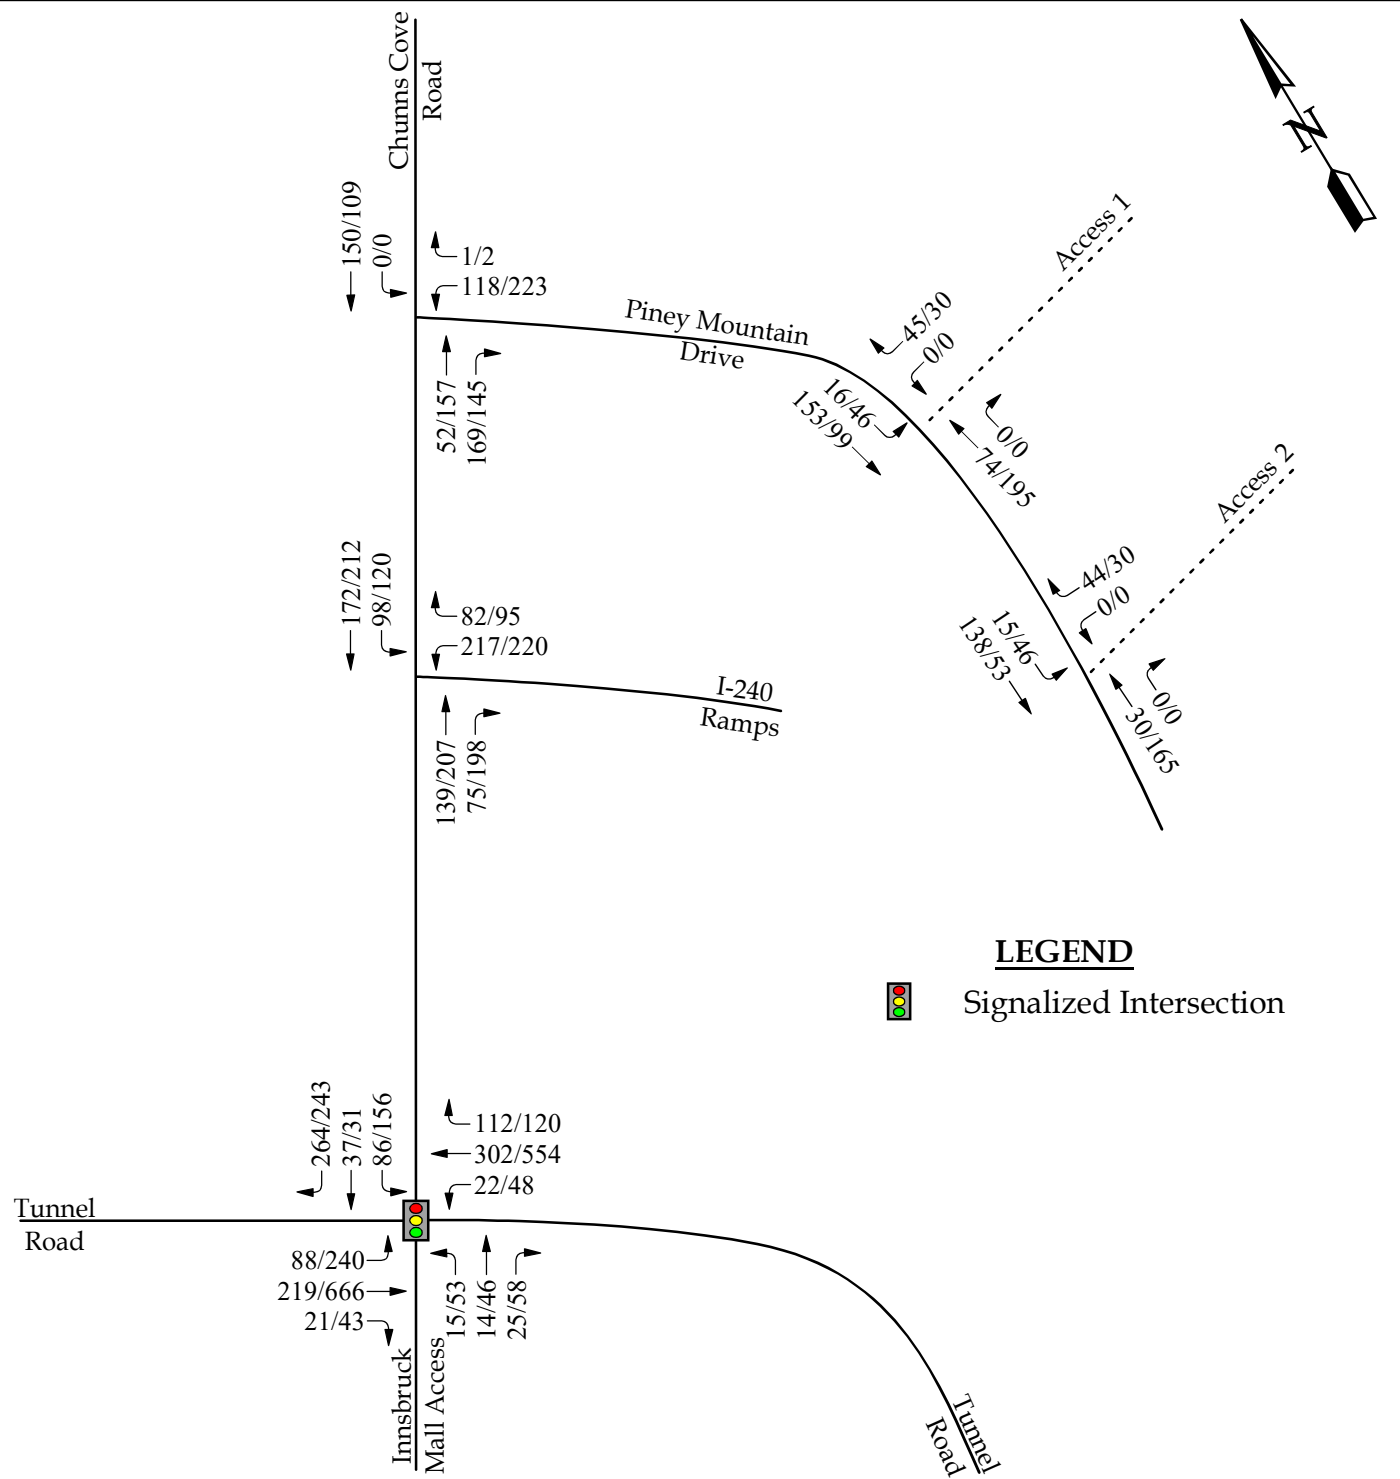 Chunns Cove
Road
N
150/109
0/0
1/2
118/223
Piney Mountain
Drive
52/157
169/145
Access 1
45/30
0/0
16/46
153/99
0/0
74/195
Access 2
44/30
0/0
15/46
138/53
0/0
30/165
172/212
98/120
82/95
217/220
I-240
Ramps
139/207
75/198
LEGEND
Signalized Intersection
264/243
37/31
86/156
112/120
302/554
22/48
Tunnel
Road
88/240
219/666
21/43
15/53
14/46
25/58
Innsbruck
Mall Access
Tunnel
Road